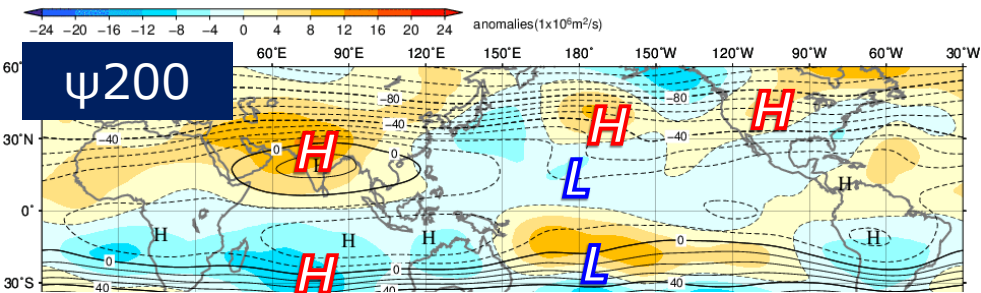 −24 −20 −16 −12 −8 −4 0 4 8 12 16 20 24 anomalies(1x10⁶m²/s)
ψ200
60°E 90°E 120°E 150°E 180° 150°W 120°W 90°W 60°W 30°W
60°
−80 −80
H H H
−40 −40 −40
30°N
0 0
H
L
H
0°
H H H H
0
L
0 0
H
30°S
40 40 40